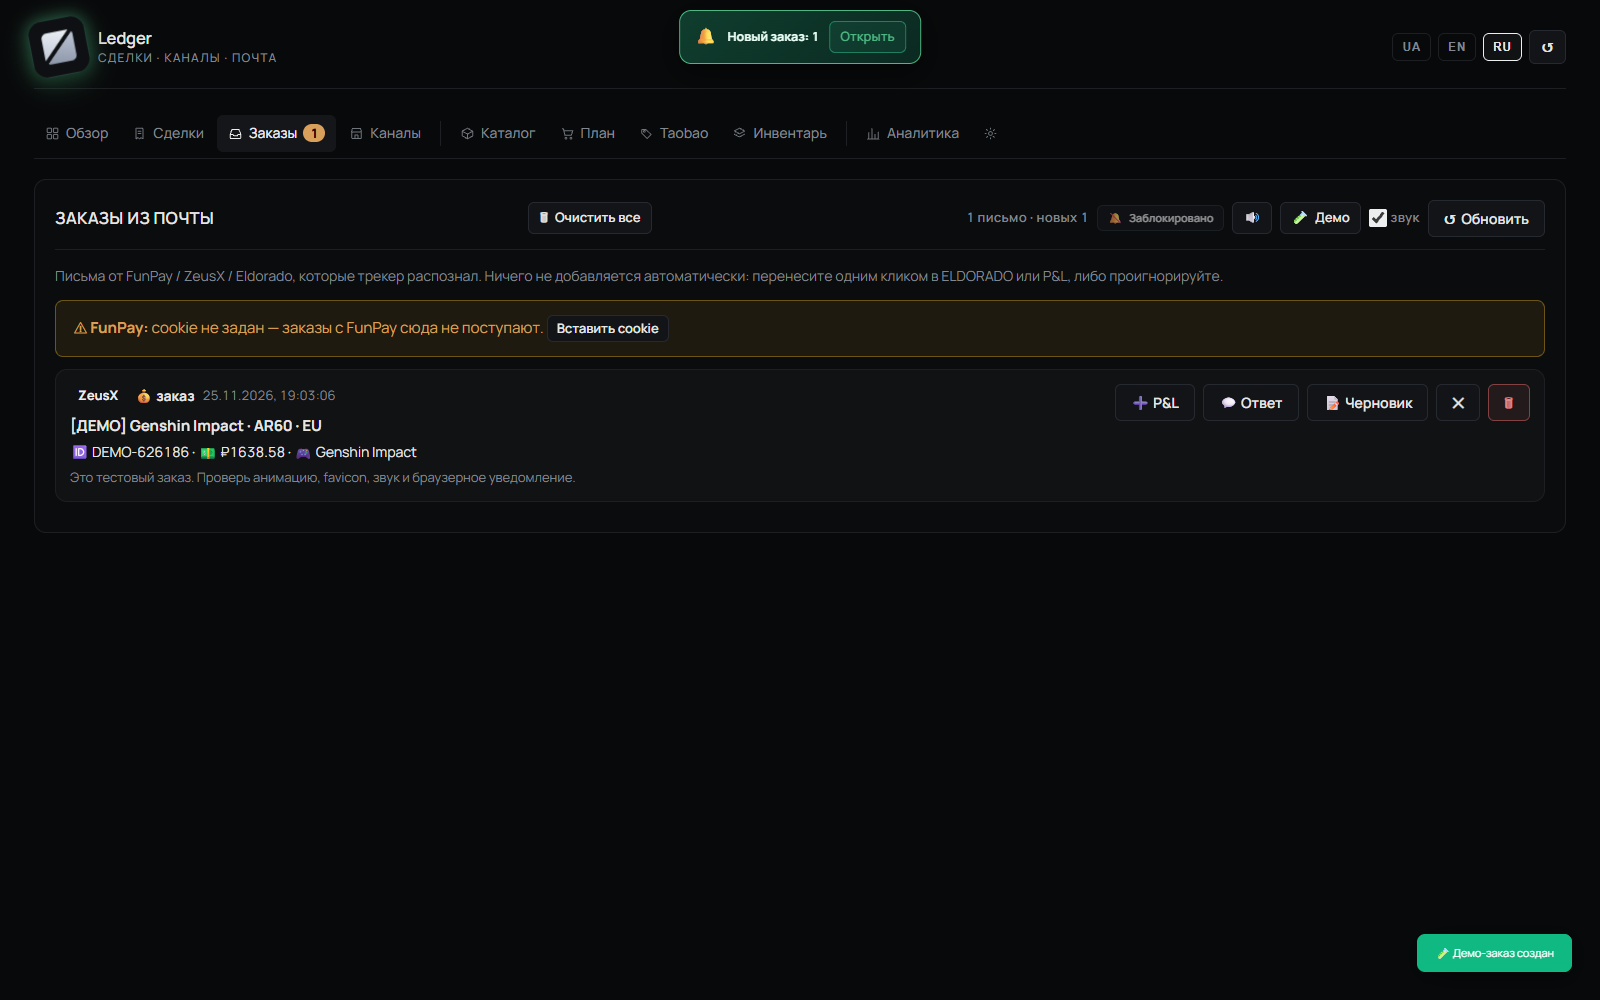 Ledger
СДЕЛКИ · КАНАЛЫ · ПОЧТА
Новый заказ: 1 Открыть
UA EN RU
Обзор Сделки Заказы 1 Каналы Каталог План Taobao Инвентарь Аналитика
ЗАКАЗЫ ИЗ ПОЧТЫ Очистить все 1 письмо · новых 1 Заблокировано Демо звук Обновить
Письма от FunPay / ZeusX / Eldorado, которые трекер распознал. Ничего не добавляется автоматически: перенесите одним кликом в ELDORADO или P&L, либо проигнорируйте.
FunPay: cookie не задан — заказы с FunPay сюда не поступают. Вставить cookie
ZeusX заказ 25.11.2026, 19:03:06 P&L Ответ Черновик
[ДЕМО] Genshin Impact · AR60 · EU
ID DEMO-626186 · ₽1638.58 · Genshin Impact
Это тестовый заказ. Проверь анимацию, favicon, звук и браузерное уведомление.
Демо-заказ создан